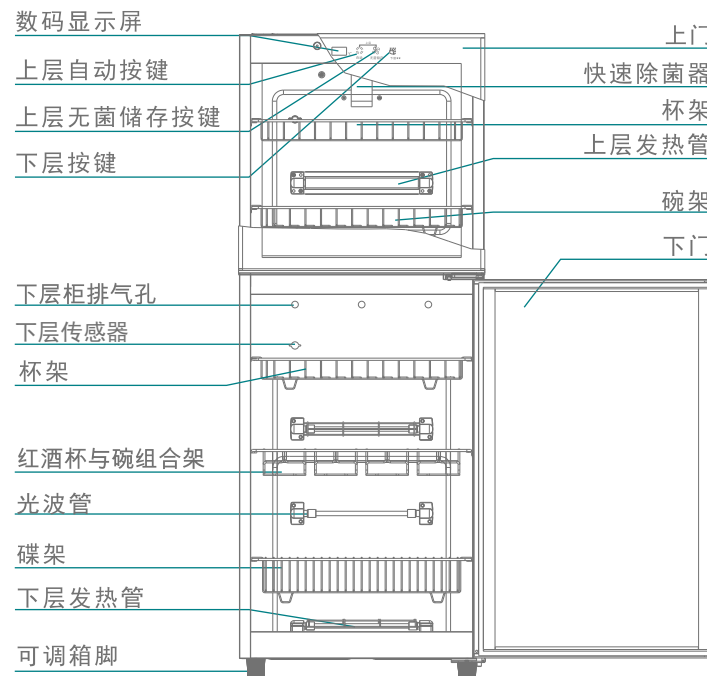 数码显示屏
上层自动按键
上层无菌储存按键
下层按键
下层柜排气孔
下层传感器
杯架
红酒杯与碗组合架
光波管
碟架
下层发热管
可调箱脚
上门
快速除菌器
杯架
上层发热管
碗架
下门